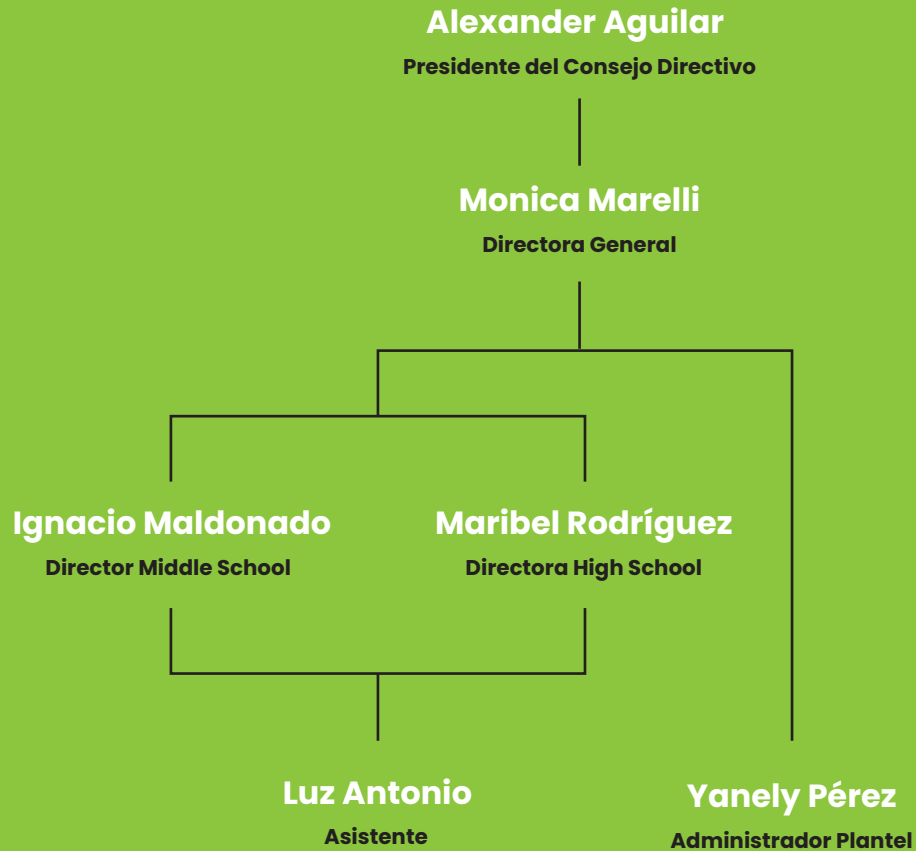 Alexander Aguilar
Presidente del Consejo Directivo
Monica Marelli
Directora General
Ignacio Maldonado
Director Middle School
Maribel Rodríguez
Directora High School
Luz Antonio
Asistente
Yanely Pérez
Administrador Plantel